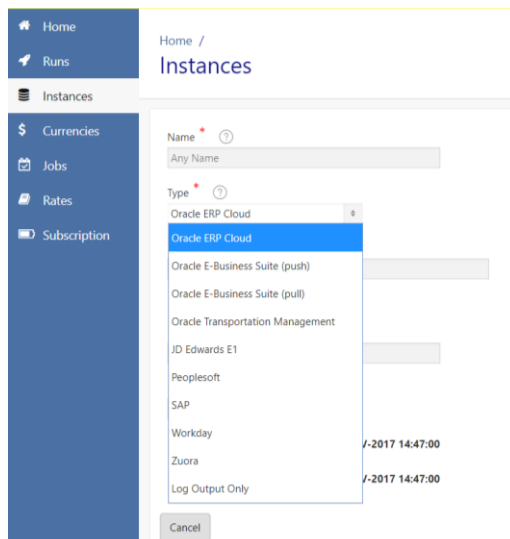 Home
Runs
Instances
$ Currencies
Jobs
Rates
Subscription
Home /
Instances
Name * ?
Any Name
Type * ?
Oracle ERP Cloud
Oracle ERP Cloud
Oracle E-Business Suite (push)
Oracle E-Business Suite (pull)
Oracle Transportation Management
JD Edwards E1
Peoplesoft
SAP
Workday
Zuora
Log Output Only
-2017 14:47:00
-2017 14:47:00
Cancel